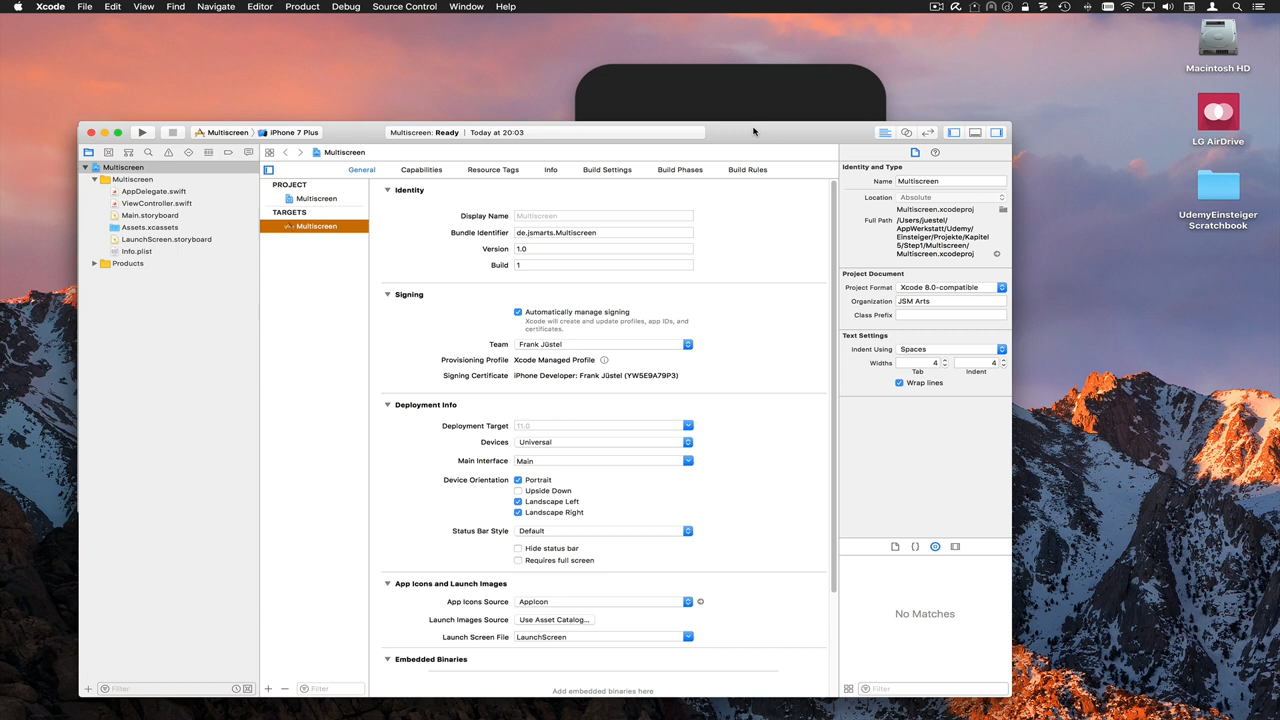 Xcode File Edit View Find Navigate Editor Product Debug Source Control Window Help
Macintosh HD
LG AirDrive
UdemyEinsteiger
Scratchbook
Multiscreen iPhone 7 Plus
Multiscreen: Ready Today at 20:03
Multiscreen
Multiscreen
AppDelegate.swift
ViewController.swift
Main.storyboard
Assets.xcassets
LaunchScreen.storyboard
Info.plist
Products
Filter
Multiscreen
General Capabilities Resource Tags Info Build Settings Build Phases Build Rules
PROJECT
Multiscreen
TARGETS
Multiscreen
Filter
Identity
Display Name Multiscreen
Bundle Identifier de.jsmarts.Multiscreen
Version 1.0
Build 1
Signing
Automatically manage signing
Xcode will create and update profiles, app IDs, and
certificates.
Team Frank Jüstel
Provisioning Profile Xcode Managed Profile
Signing Certificate iPhone Developer: Frank Jüstel (YW5E9A79P3)
Deployment Info
Deployment Target 11.0
Devices Universal
Main Interface Main
Device Orientation Portrait
Upside Down
Landscape Left
Landscape Right
Status Bar Style Default
Hide status bar
Requires full screen
App Icons and Launch Images
App Icons Source AppIcon
Launch Images Source Use Asset Catalog...
Launch Screen File LaunchScreen
Embedded Binaries
Add embedded binaries here
Identity and Type
Name Multiscreen
Location Absolute
Multiscreen.xcodeproj
Full Path /Users/juestel/
AppWerkstatt/Udemy/
Einsteiger/Projekte/Kapitel
5/Step1/Multiscreen/
Multiscreen.xcodeproj
Project Document
Project Format Xcode 8.0-compatible
Organization JSM Arts
Class Prefix
Text Settings
Indent Using Spaces
Widths 4 4
Tab Indent
Wrap lines
No Matches
Filter